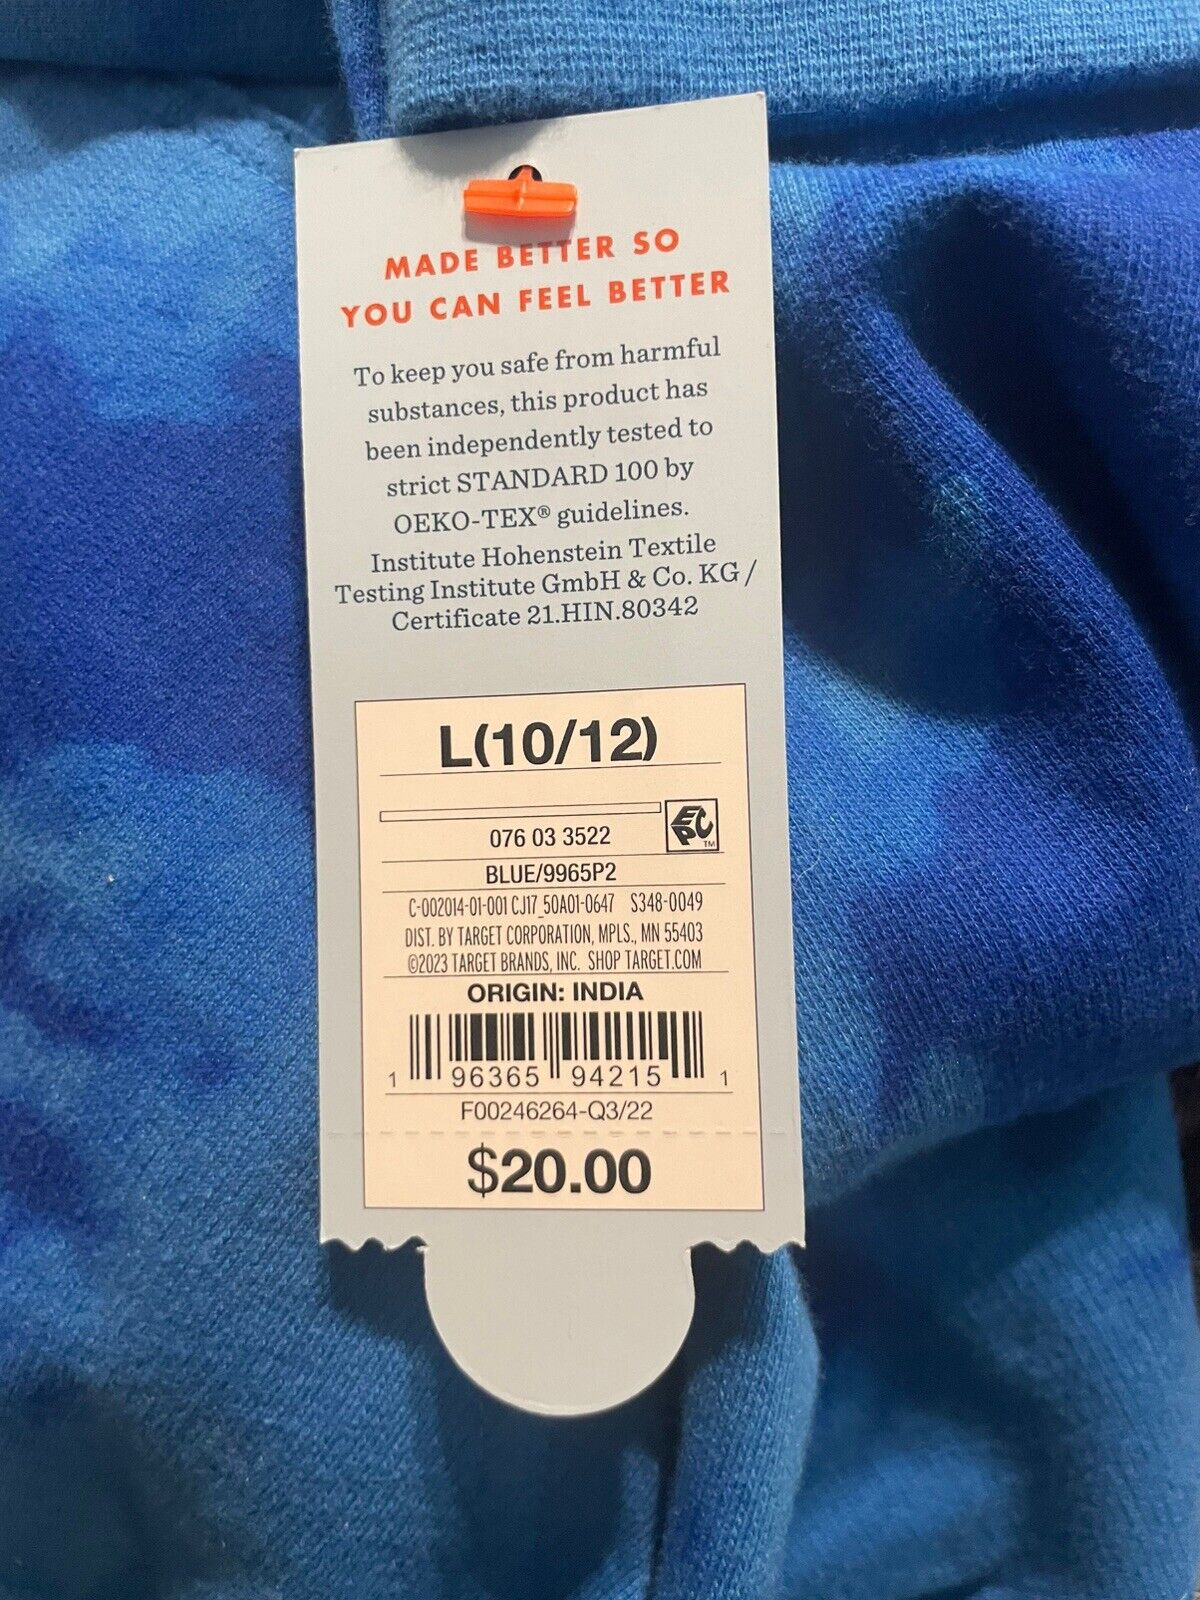 MADE BETTER SO
YOU CAN FEEL BETTER
To keep you safe from harmful
substances, this product has
been independently tested to
strict STANDARD 100 by
OEKO-TEX® guidelines.
Institute Hohenstein Textile
Testing Institute GmbH & Co. KG /
Certificate 21.HIN.80342
L(10/12)
EPC TM
076 03 3522
BLUE/9965P2
C-002014-01-001 CJ17_50A01-0647 S348-0049
DIST. BY TARGET CORPORATION, MPLS., MN 55403
©2023 TARGET BRANDS, INC. SHOP TARGET.COM
ORIGIN: INDIA
1 96365 94215 1
F00246264-Q3/22
$20.00